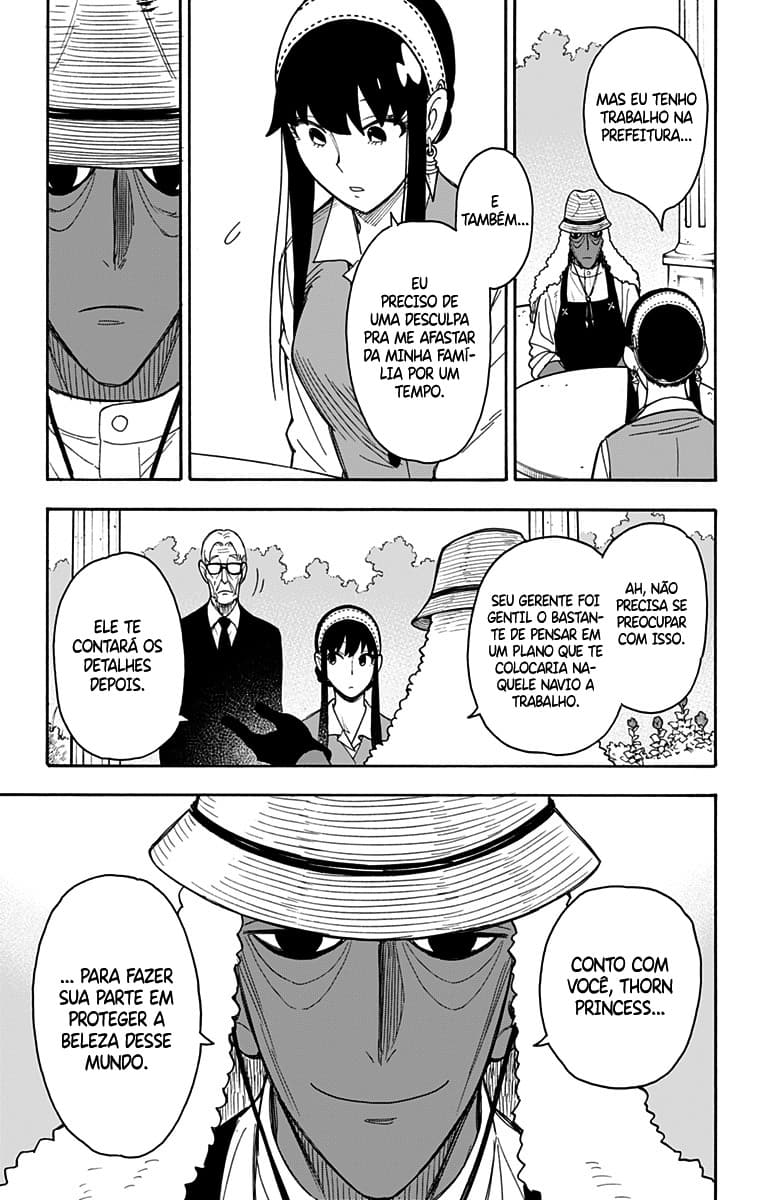 MAS EU TENHO
TRABALHO NA
PREFEITURA...
E
TAMBÉM...
EU
PRECISO DE
UMA DESCULPA
PRA ME AFASTAR
DA MINHA FAMÍ-
LIA POR UM
TEMPO.
AH, NÃO
PRECISA SE
PREOCUPAR
COM ISSO.
SEU GERENTE FOI
GENTIL O BASTAN-
TE DE PENSAR EM
UM PLANO QUE TE
COLOCARIA NA-
QUELE NAVIO A
TRABALHO.
ELE TE
CONTARÁ OS
DETALHES
DEPOIS.
CONTO COM
VOCÊ, THORN
PRINCESS...
... PARA FAZER
SUA PARTE EM
PROTEGER A
BELEZA DESSE
MUNDO.